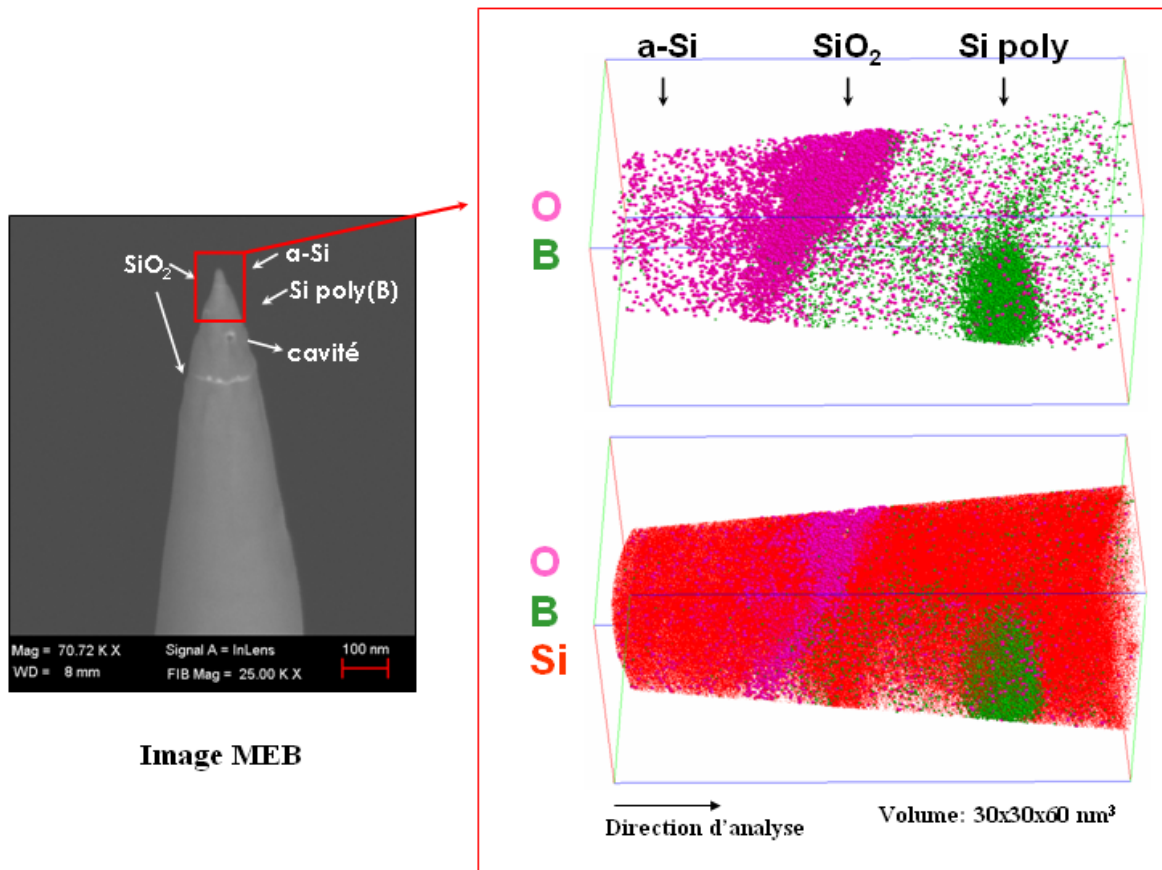 SiO2
a-Si
Si poly(B)
cavité
Mag = 70.72 K X
Signal A = InLens
100 nm
WD = 8 mm
FIB Mag = 25.00 K X
Image MEB
a-Si
SiO2
Si poly
O
B
O
B
Si
Direction d'analyse
Volume: 30x30x60 nm³